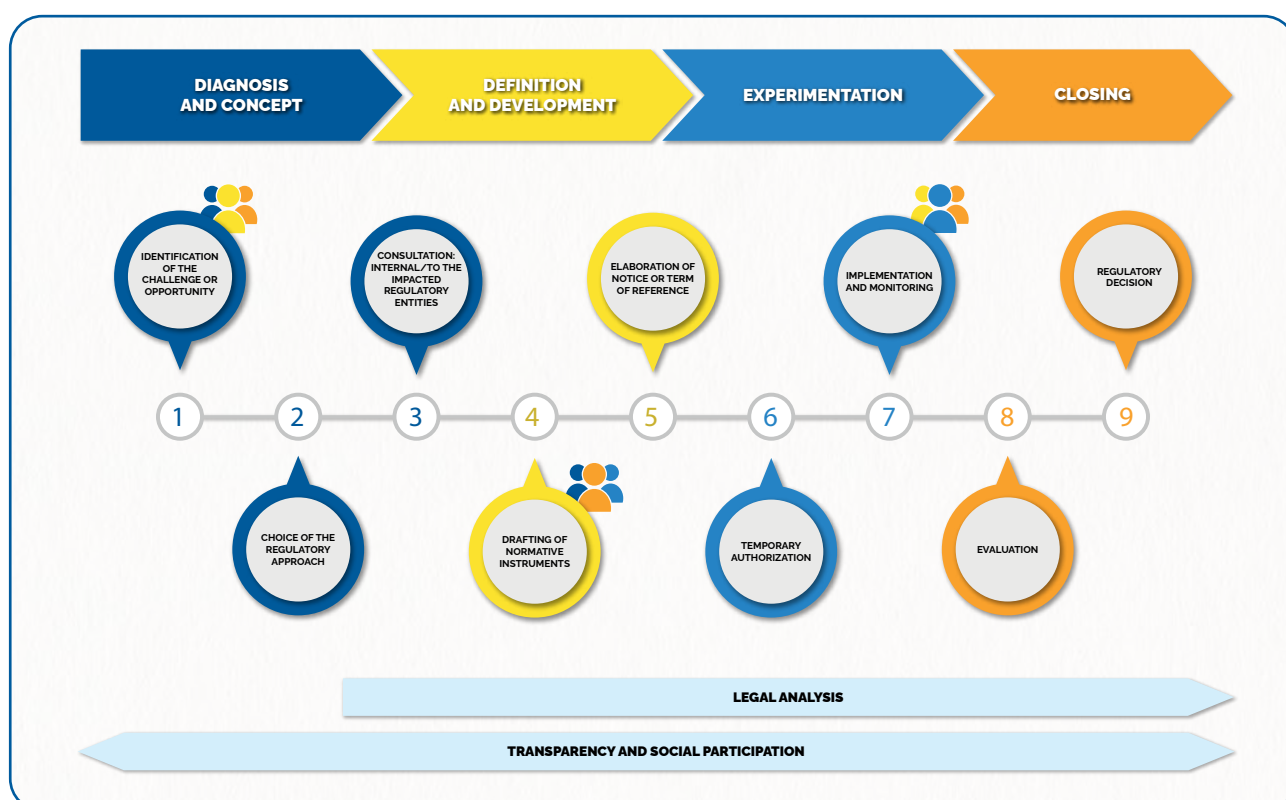 DIAGNOSIS
AND CONCEPT
DEFINITION
AND DEVELOPMENT
EXPERIMENTATION
CLOSING
IDENTIFICATION
OF THE
CHALLENGE OR
OPPORTUNITY
CONSULTATION:
INTERNAL/TO THE
IMPACTED
REGULATORY
ENTITIES
ELABORATION OF
NOTICE OR TERM
OF REFERENCE
IMPLEMENTATION
AND MONITORING
REGULATORY
DECISION
1
2
3
4
5
6
7
8
9
CHOICE OF THE
REGULATORY
APPROACH
DRAFTING OF
NORMATIVE
INSTRUMENTS
TEMPORARY
AUTHORIZATION
EVALUATION
LEGAL ANALYSIS
TRANSPARENCY AND SOCIAL PARTICIPATION